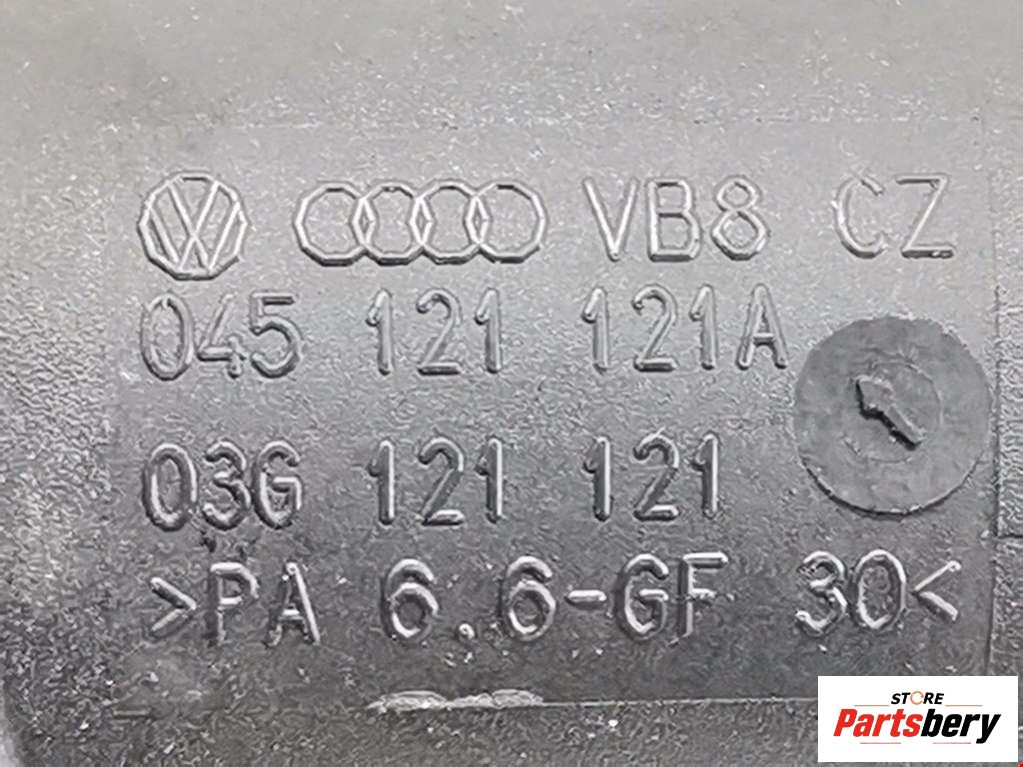 VB8 CZ
045 121 121A
03G 121 121
>PA 6.6-GF 30<
STORE
Partsbery